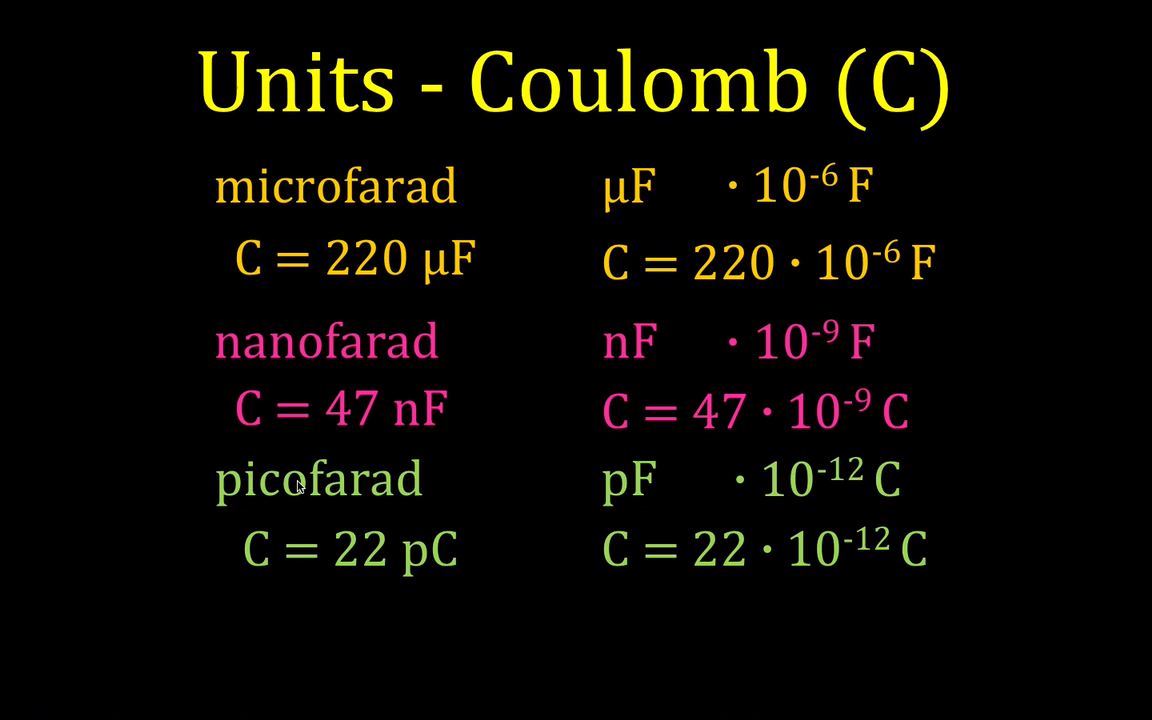 Units - Coulomb (C)
microfarad μF · 10⁻⁶ F
C = 220 μF C = 220 · 10⁻⁶ F
nanofarad nF · 10⁻⁹ F
C = 47 nF C = 47 · 10⁻⁹ C
picofarad pF · 10⁻¹² C
C = 22 pC C = 22 · 10⁻¹² C